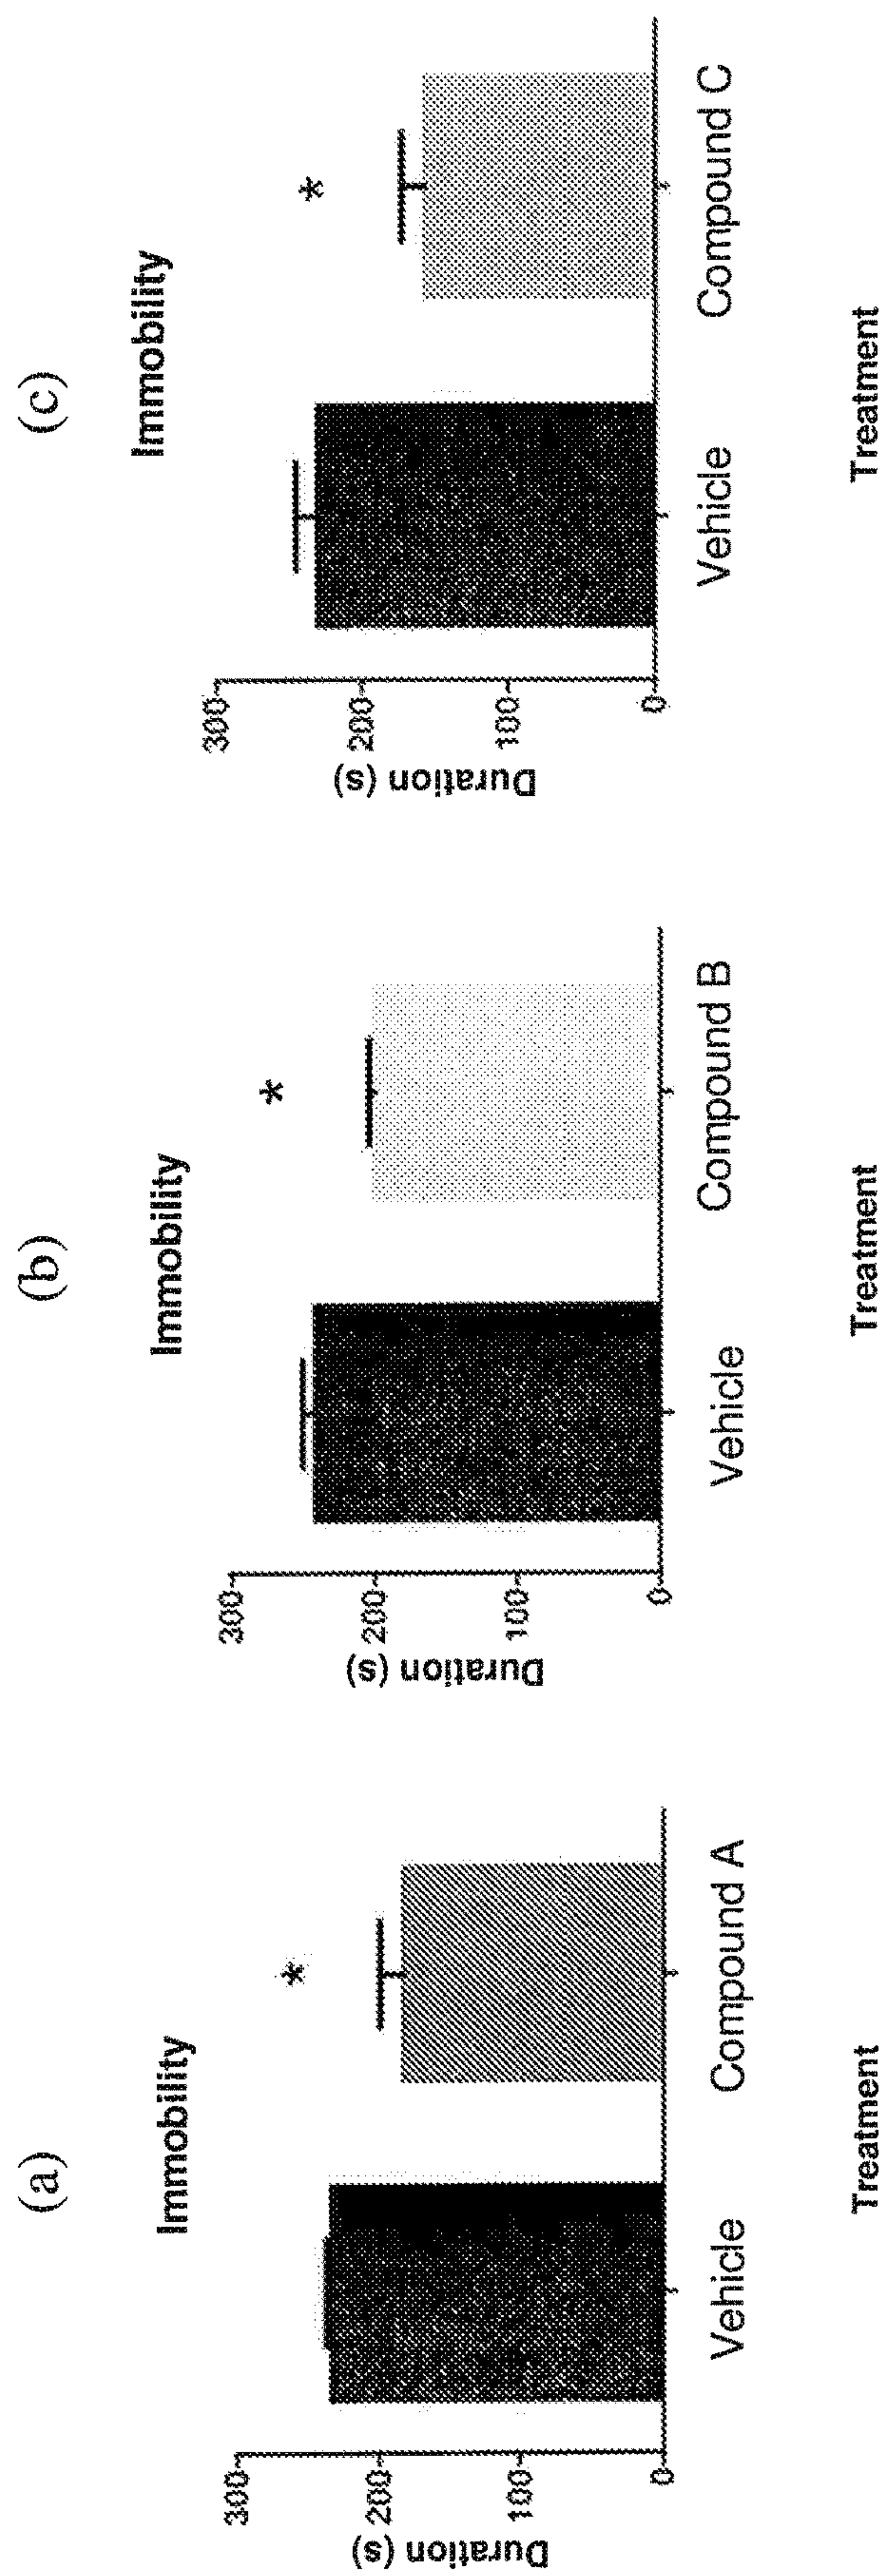 (a)
Immobility
*
300
200
100
0
Duration (s)
Vehicle
Compound A
Treatment
(b)
Immobility
*
300
200
100
0
Duration (s)
Vehicle
Compound B
Treatment
(c)
Immobility
*
300
200
100
0
Duration (s)
Vehicle
Compound C
Treatment